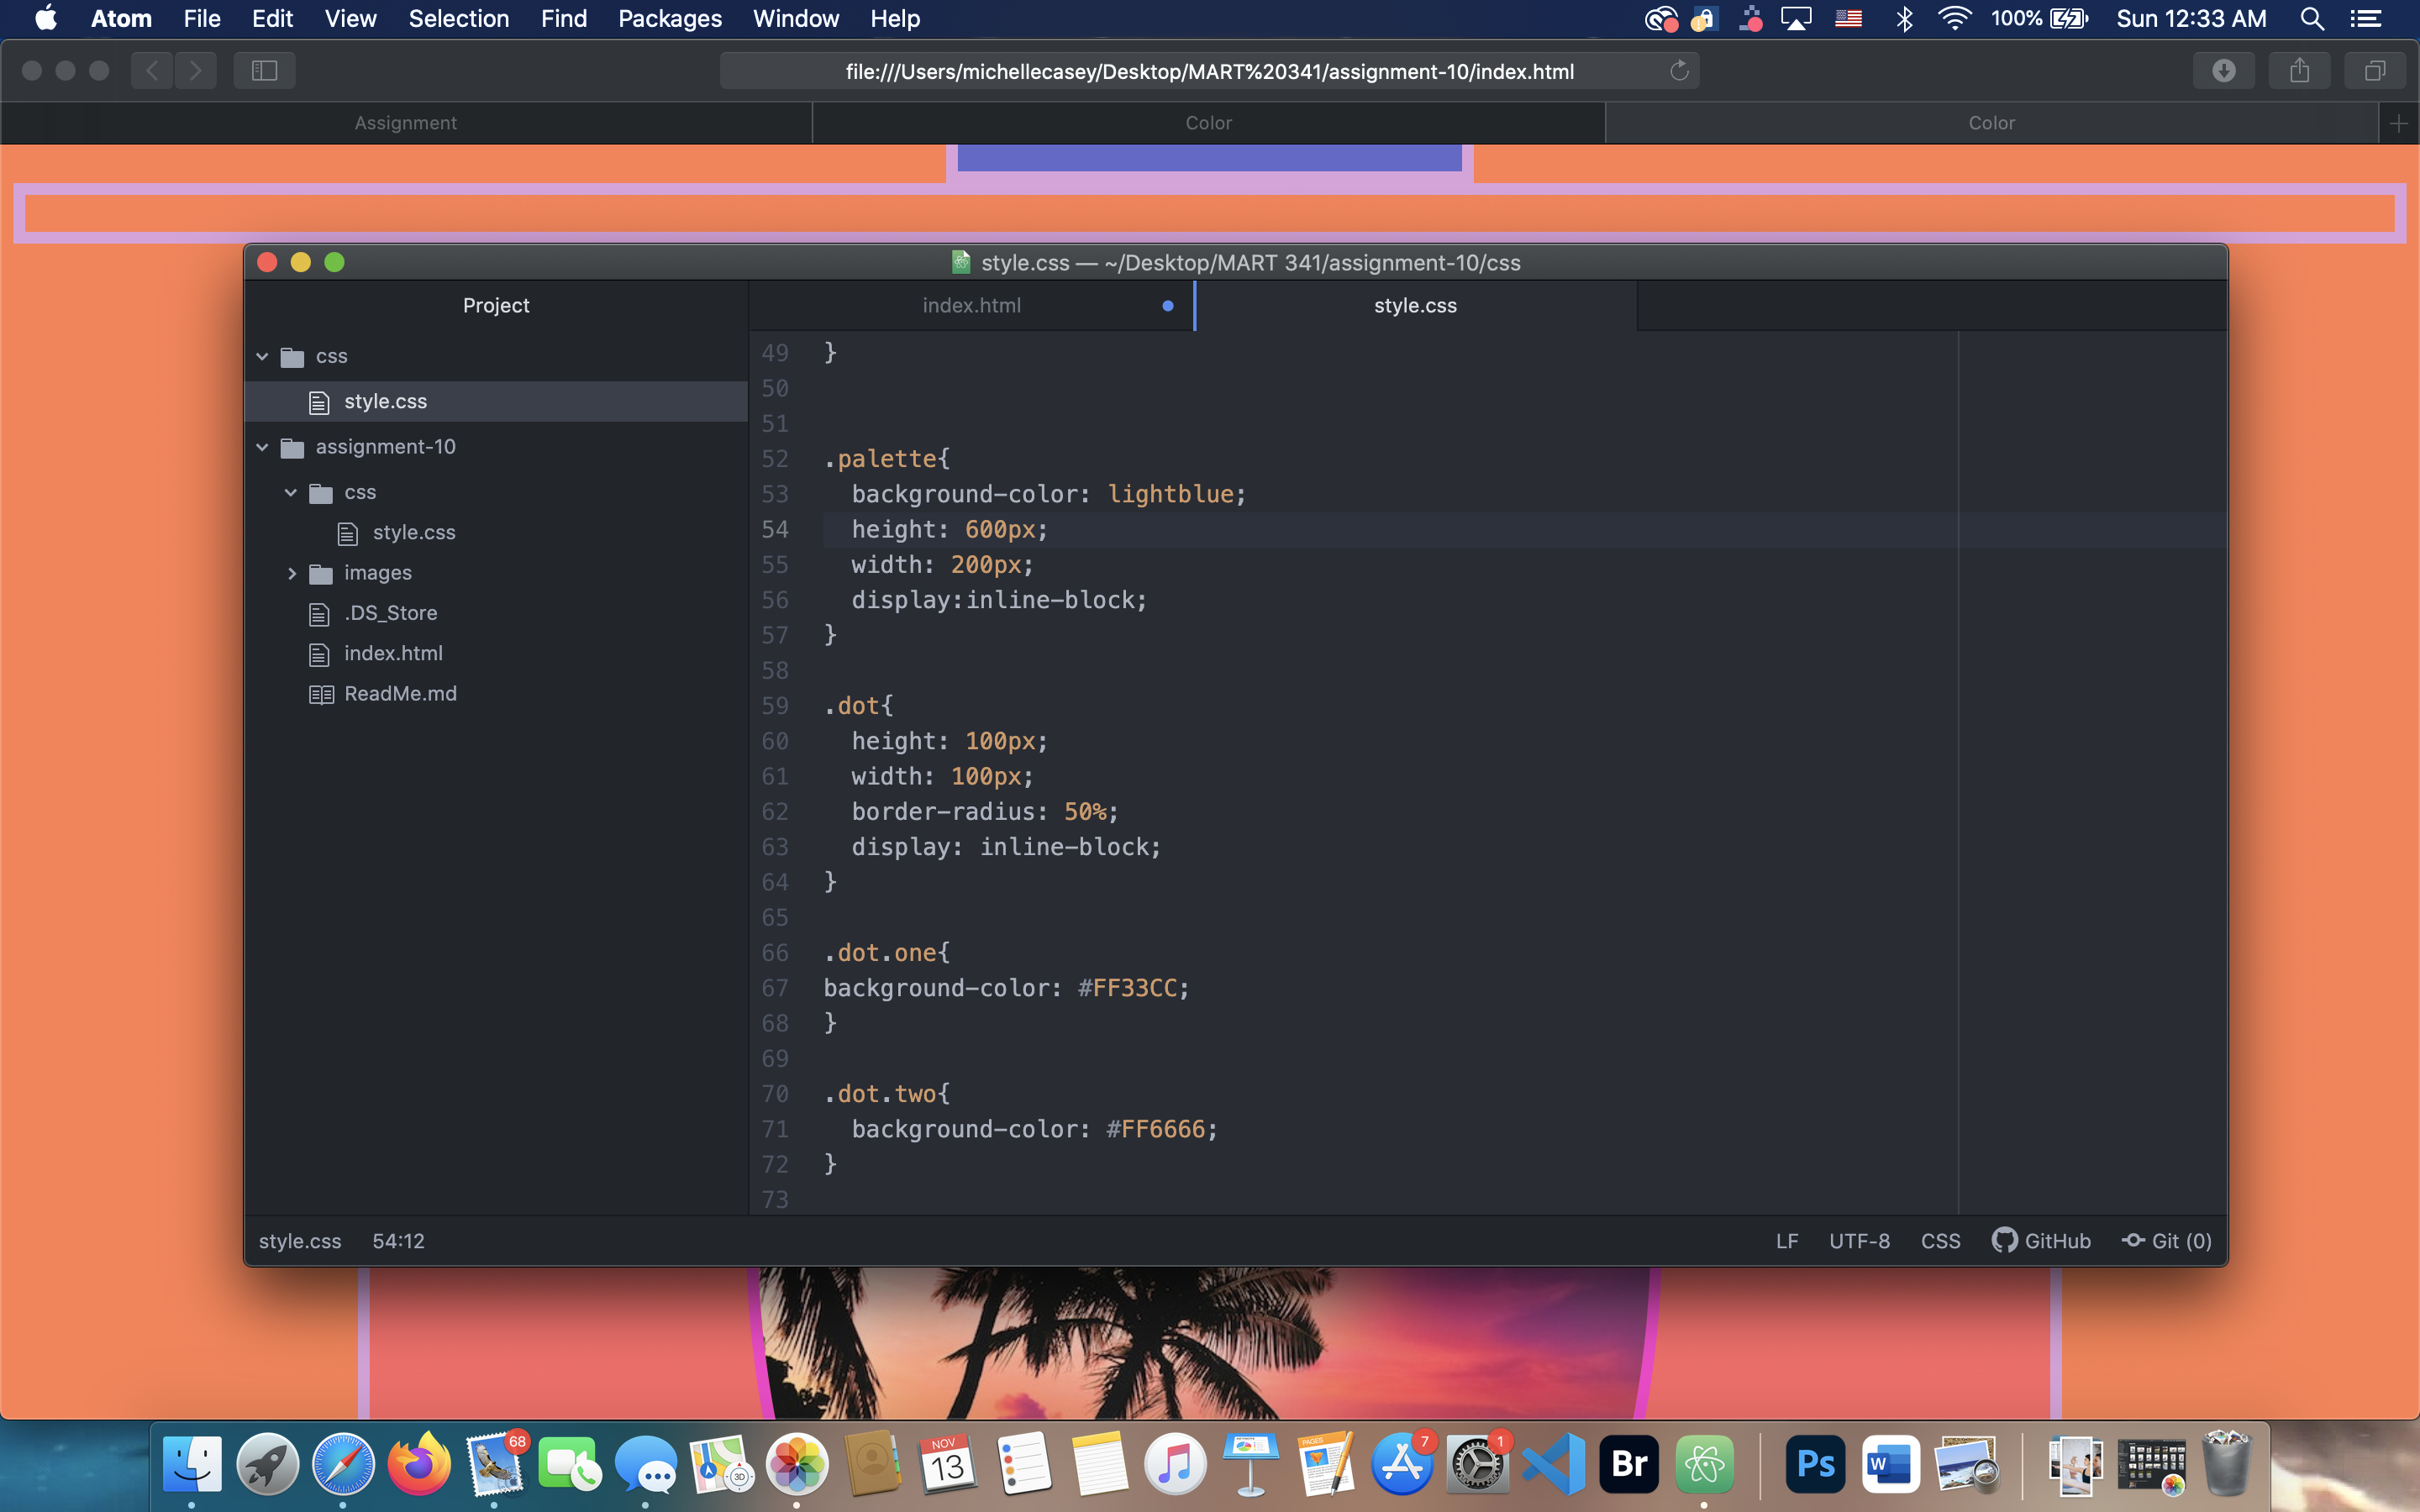 Atom File Edit View Selection Find Packages Window Help 100% Sun 12:33 AM
file:///Users/michellecasey/Desktop/MART%20341/assignment-10/index.html
Assignment Color Color
style.css — ~/Desktop/MART 341/assignment-10/css
Project
css
style.css
assignment-10
css
style.css
images
.DS_Store
index.html
ReadMe.md
index.html style.css
49 }
50
51
52 .palette{
53 background-color: lightblue;
54 height: 600px;
55 width: 200px;
56 display:inline-block;
57 }
58
59 .dot{
60 height: 100px;
61 width: 100px;
62 border-radius: 50%;
63 display: inline-block;
64 }
65
66 .dot.one{
67 background-color: #FF33CC;
68 }
69
70 .dot.two{
71 background-color: #FF6666;
72 }
73
style.css 54:12 LF UTF-8 CSS GitHub Git (0)
68
3D
NOV
13
PAGES
7
1
Br
Ps
W